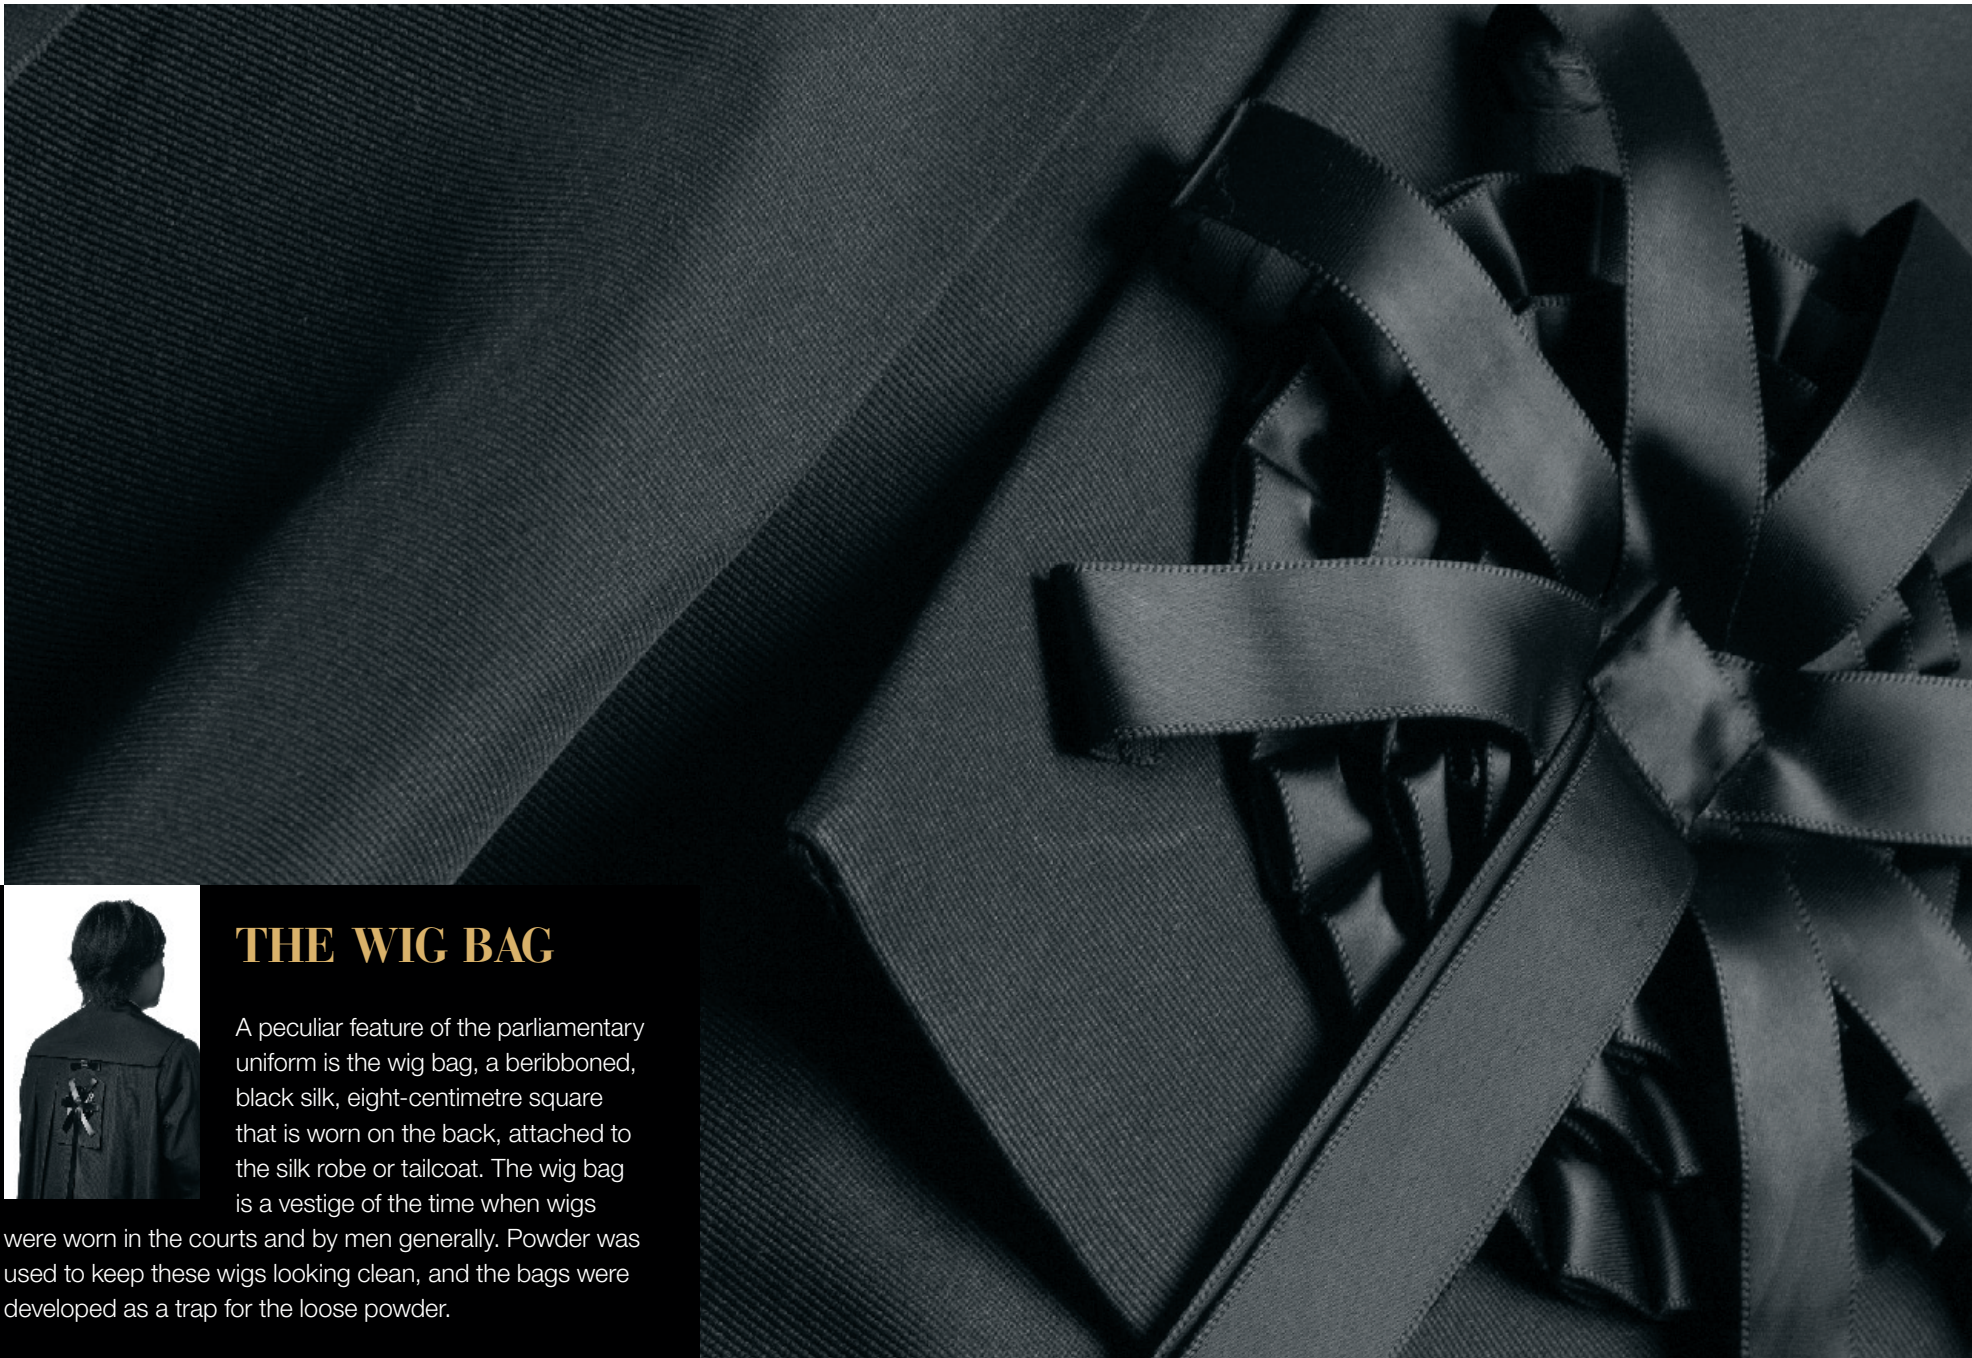 THE WIG BAG
A peculiar feature of the parliamentary
uniform is the wig bag, a beribboned,
black silk, eight-centimetre square
that is worn on the back, attached to
the silk robe or tailcoat. The wig bag
is a vestige of the time when wigs
were worn in the courts and by men generally. Powder was
used to keep these wigs looking clean, and the bags were
developed as a trap for the loose powder.